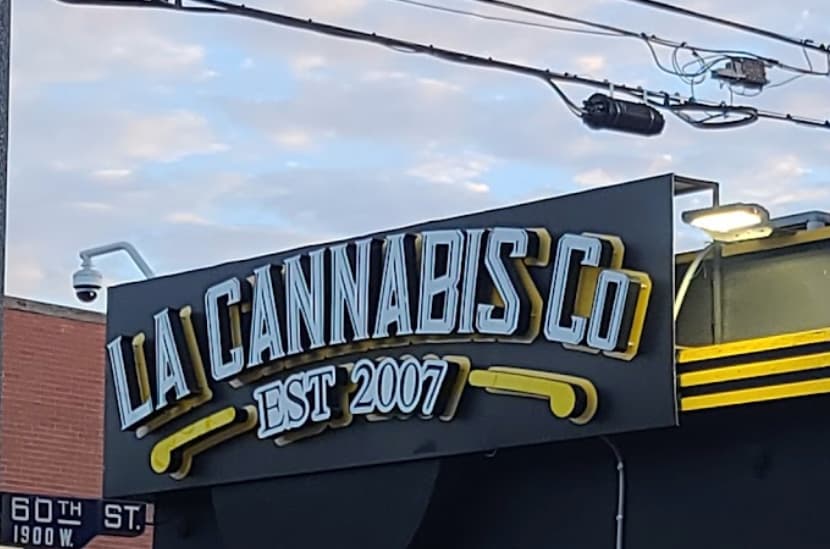 LA CANNABIS CO
EST 2007
60TH ST.
1900 W.